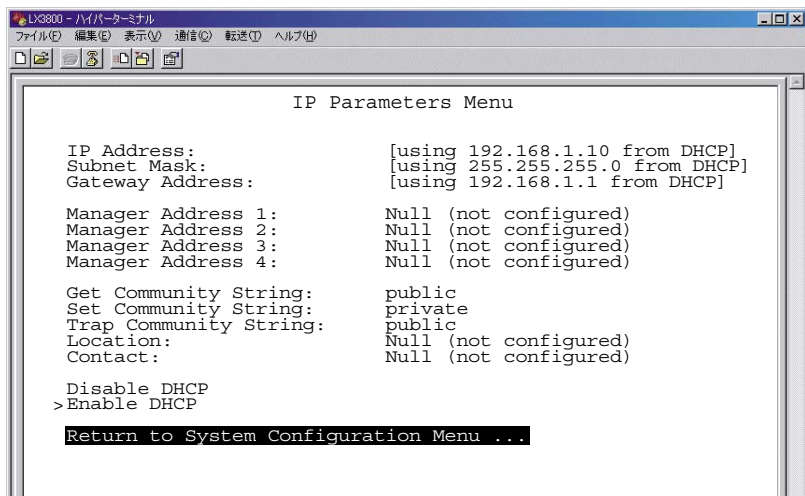 LX3800 - ハイパーターミナル
ファイル(F) 編集(E) 表示(V) 通信(C) 転送(T) ヘルプ(H)
IP Parameters Menu
IP Address: [using 192.168.1.10 from DHCP]
Subnet Mask: [using 255.255.255.0 from DHCP]
Gateway Address: [using 192.168.1.1 from DHCP]
Manager Address 1: Null (not configured)
Manager Address 2: Null (not configured)
Manager Address 3: Null (not configured)
Manager Address 4: Null (not configured)
Get Community String: public
Set Community String: private
Trap Community String: public
Location: Null (not configured)
Contact: Null (not configured)
Disable DHCP
>Enable DHCP
Return to System Configuration Menu ...